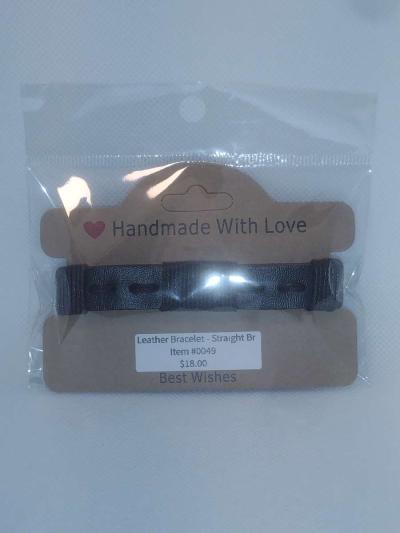 Handmade With Love
Leather Bracelet - Straight Br
Item #0049
$18.00
Best Wishes